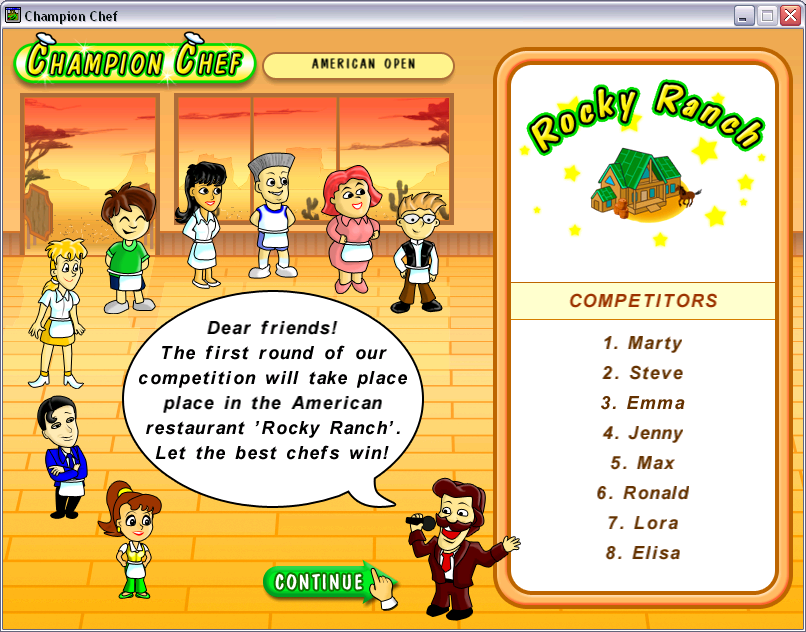 Champion Chef
CHAMPION CHEF
AMERICAN OPEN
Rocky Ranch
COMPETITORS
1. Marty
2. Steve
3. Emma
4. Jenny
5. Max
6. Ronald
7. Lora
8. Elisa
Dear friends!
The first round of our
competition will take place
place in the American
restaurant 'Rocky Ranch'.
Let the best chefs win!
CONTINUE